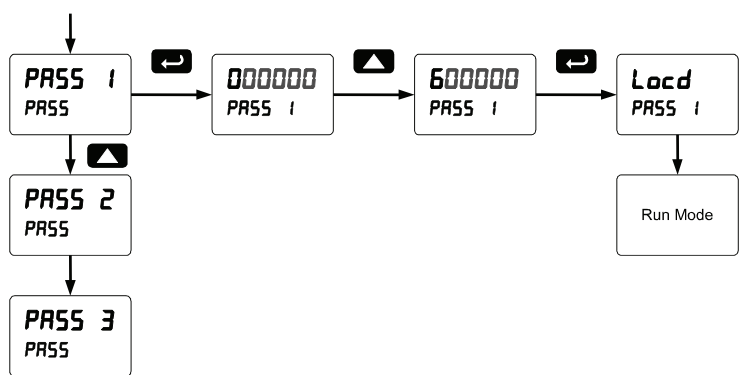 PASS 1
PASS
000000
PASS 1
600000
PASS 1
Locd
PASS 1
PASS 2
PASS
Run Mode
PASS 3
PASS